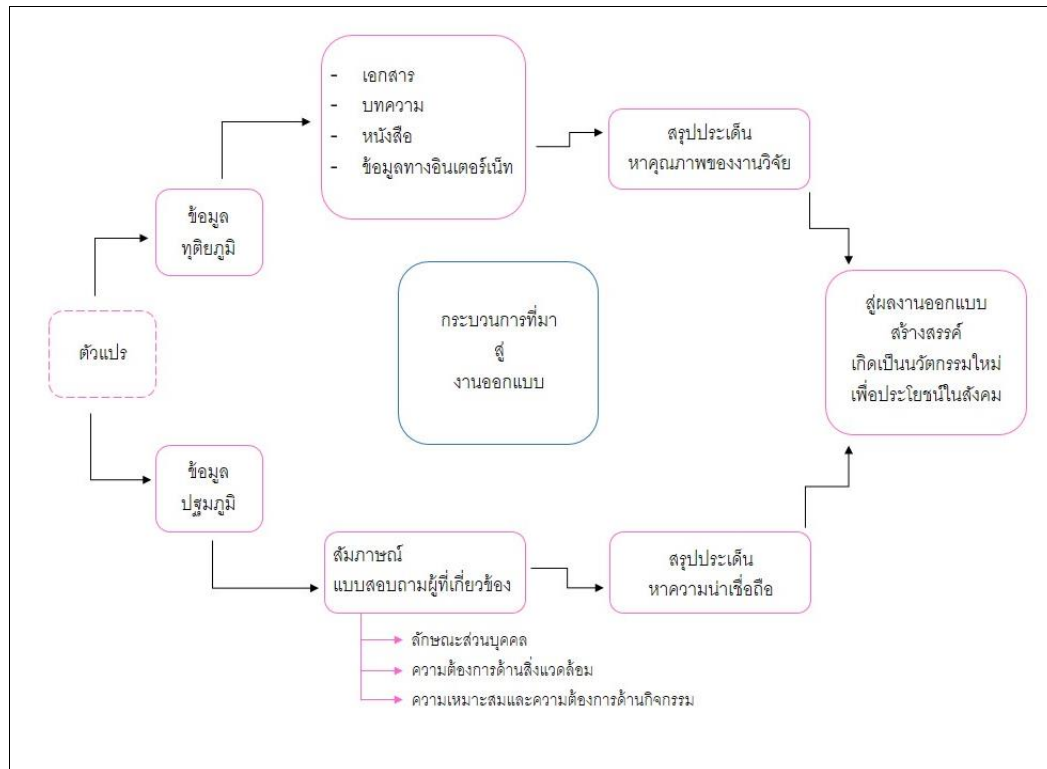 - เอกสาร
- บทความ
- หนังสือ
- ข้อมูลทางอินเตอร์เน็ท
สรุปประเด็น
หาคุณภาพของงานวิจัย
ข้อมูล
ทุติยภูมิ
ตัวแปร
กระบวนการที่มา
สู่
งานออกแบบ
สู่ผลงานออกแบบ
สร้างสรรค์
เกิดเป็นนวัตกรรมใหม่
เพื่อประโยชน์ในสังคม
ข้อมูล
ปฐมภูมิ
สัมภาษณ์
แบบสอบถามผู้ที่เกี่ยวข้อง
สรุปประเด็น
หาความน่าเชื่อถือ
ลักษณะส่วนบุคคล
ความต้องการด้านสิ่งแวดล้อม
ความเหมาะสมและความต้องการด้านกิจกรรม